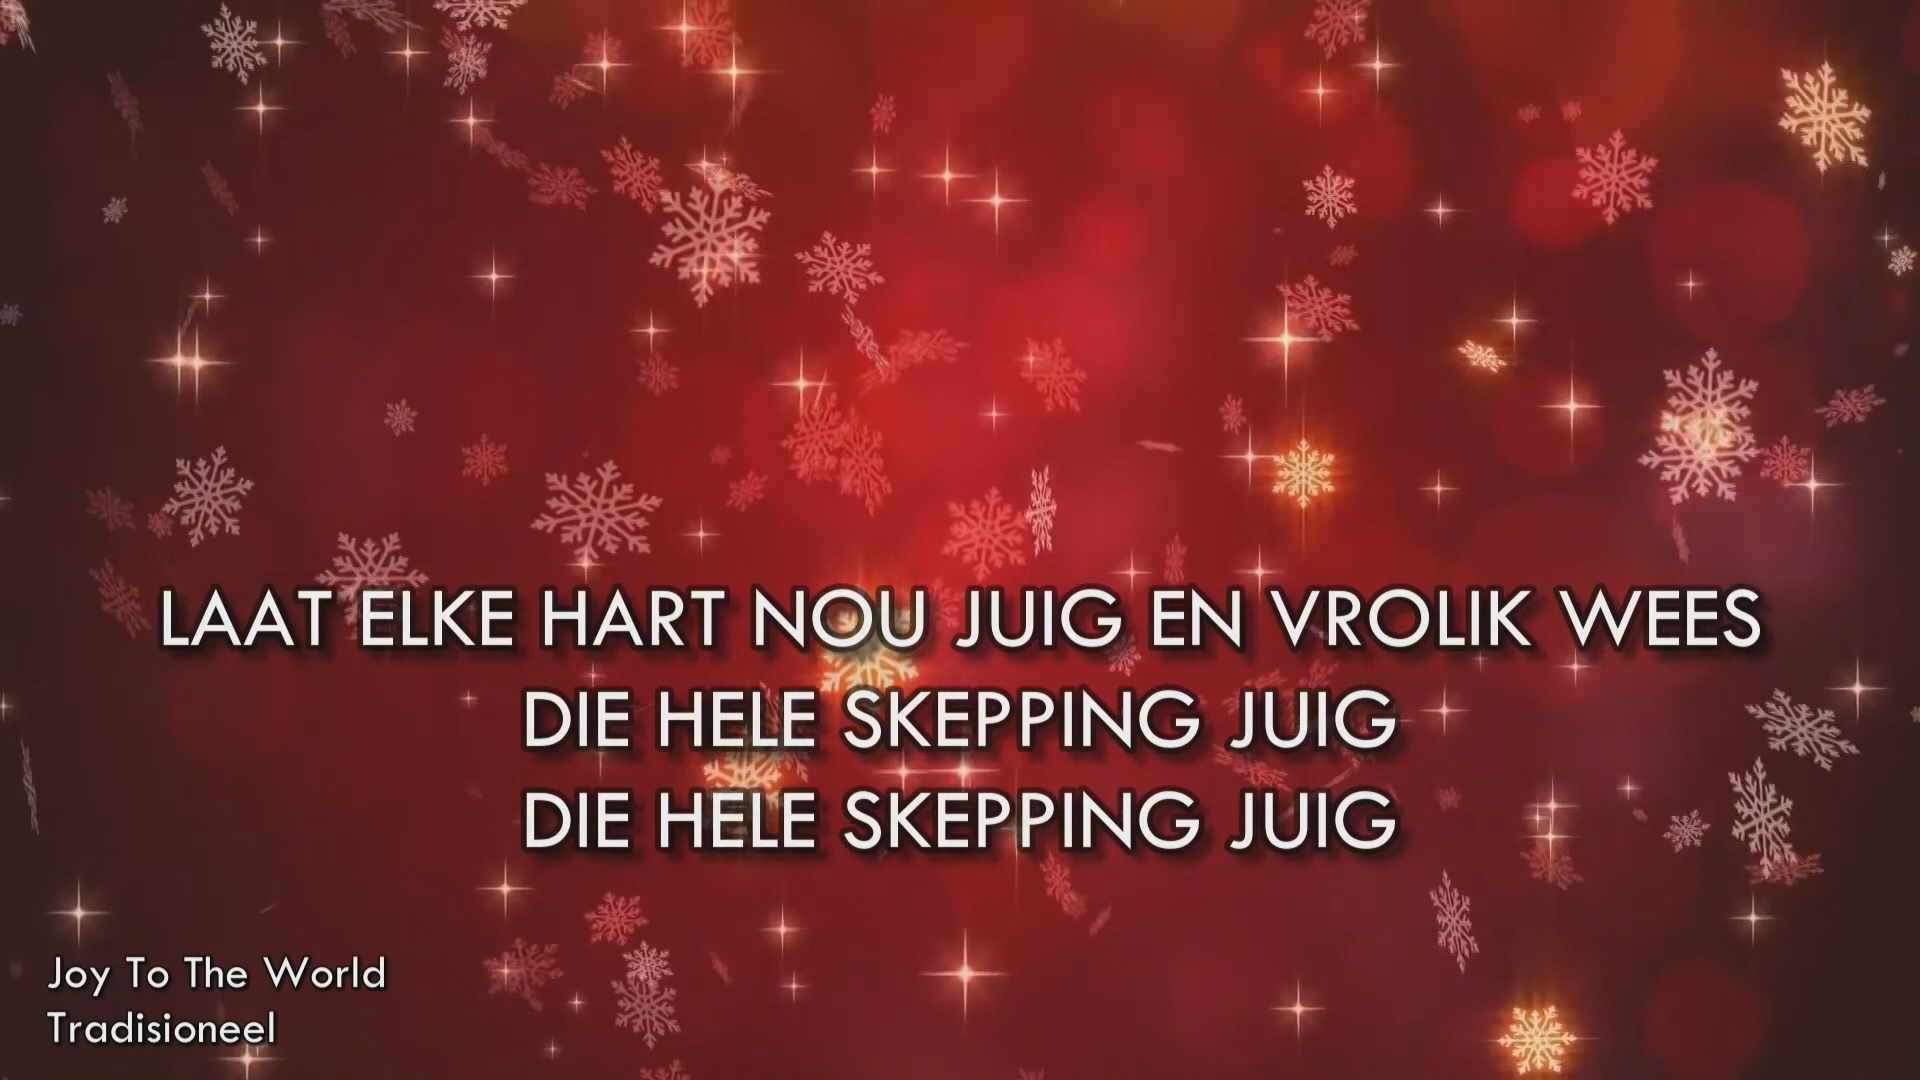 LAAT ELKE HART NOU JUIG EN VROLIK WEES
DIE HELE SKEPPING JUIG
DIE HELE SKEPPING JUIG
Joy To The World
Tradisioneel